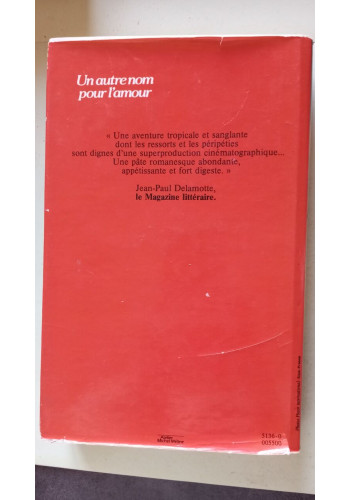 Un autre nom
pour l'amour
« Une aventure tropicale et sanglante
dont les ressorts et les péripéties
sont dignes d'une superproduction cinématographique...
Une pâte romanesque abondante,
appétissante et fort digeste. »
Jean-Paul Delamotte,
le Magazine littéraire.